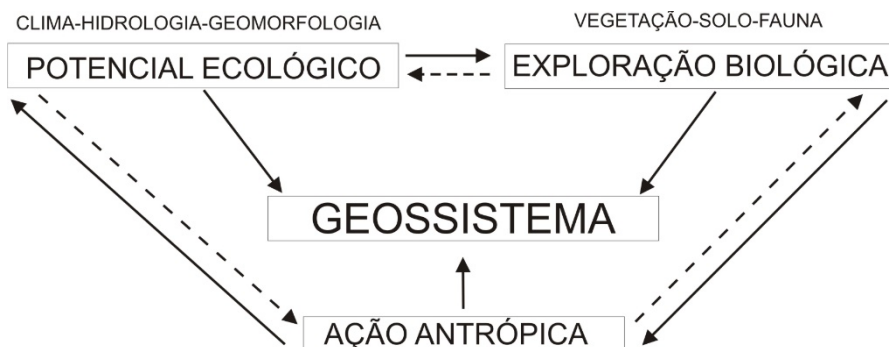 CLIMA-HIDROLOGIA-GEOMORFOLOGIA
VEGETAÇÃO-SOLO-FAUNA
POTENCIAL ECOLÓGICO
EXPLORAÇÃO BIOLÓGICA
GEOSSISTEMA
AÇÃO ANTRÓPICA